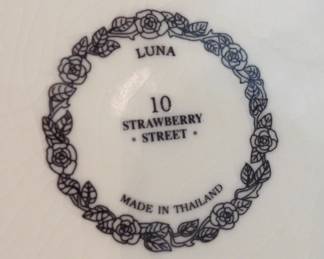 LUNA
10
STRAWBERRY
• STREET •
MADE IN THAILAND